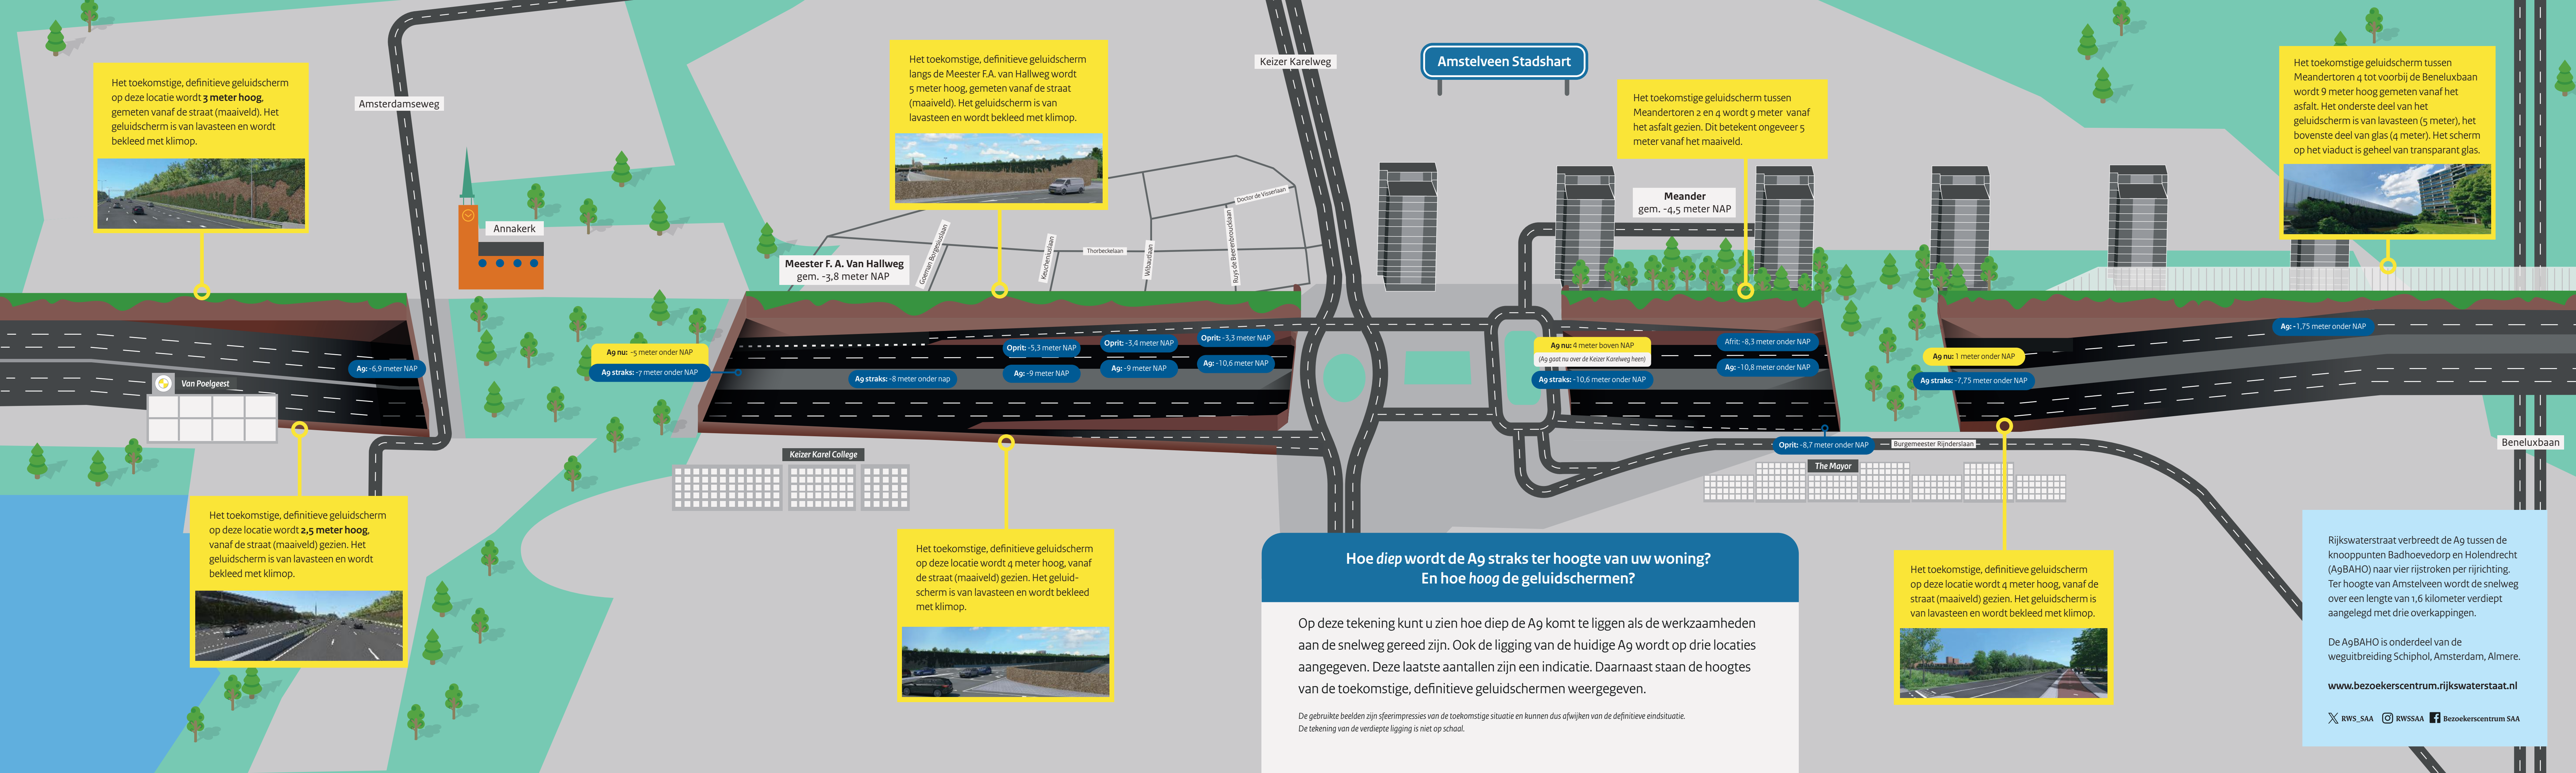 Het toekomstige, definitieve geluidscherm
op deze locatie wordt 3 meter hoog,
gemeten vanaf de straat (maaiveld). Het
geluidscherm is van lavasteen en wordt
bekleed met klimop.
Amsterdamseweg
Annakerk
Het toekomstige, definitieve geluidscherm
langs de Meester F.A. van Hallweg wordt
5 meter hoog, gemeten vanaf de straat
(maaiveld). Het geluidscherm is van
lavasteen en wordt bekleed met klimop.
Meester F. A. Van Hallweg
gem. -3,8 meter NAP
Goeman Borgesiuslaan
Keucheniuslaan
Thorbeckelaan
Wibautlaan
Ruys de Beerenbroucklaan
Doctor de Visserlaan
Keizer Karelweg
Amstelveen Stadshart
Het toekomstige geluidscherm tussen
Meandertoren 2 en 4 wordt 9 meter vanaf
het asfalt gezien. Dit betekent ongeveer 5
meter vanaf het maaiveld.
Meander
gem. -4,5 meter NAP
Het toekomstige geluidscherm tussen
Meandertoren 4 tot voorbij de Beneluxbaan
wordt 9 meter hoog gemeten vanaf het
asfalt. Het onderste deel van het
geluidscherm is van lavasteen (5 meter), het
bovenste deel van glas (4 meter). Het scherm
op het viaduct is geheel van transparant glas.
A9: -6,9 meter NAP
Van Poelgeest
A9 nu: -5 meter onder NAP
A9 straks: -7 meter onder NAP
A9 straks: -8 meter onder nap
Oprit: -5,3 meter NAP
A9: -9 meter NAP
Oprit: -3,4 meter NAP
A9: -9 meter NAP
Oprit: -3,3 meter NAP
A9: -10,6 meter NAP
A9 nu: 4 meter boven NAP
(A9 gaat nu over de Keizer Karelweg heen)
A9 straks: -10,6 meter onder NAP
Afrit: -8,3 meter onder NAP
A9: -10,8 meter onder NAP
A9 nu: 1 meter onder NAP
A9 straks: -7,75 meter onder NAP
A9: -1,75 meter onder NAP
Oprit: -8,7 meter onder NAP
Burgemeester Rijnderslaan
The Mayor
Beneluxbaan
Keizer Karel College
Het toekomstige, definitieve geluidscherm
op deze locatie wordt 2,5 meter hoog,
vanaf de straat (maaiveld) gezien. Het
geluidscherm is van lavasteen en wordt
bekleed met klimop.
Het toekomstige, definitieve geluidscherm
op deze locatie wordt 4 meter hoog, vanaf
de straat (maaiveld) gezien. Het geluid-
scherm is van lavasteen en wordt bekleed
met klimop.
Hoe diep wordt de A9 straks ter hoogte van uw woning?
En hoe hoog de geluidschermen?
Op deze tekening kunt u zien hoe diep de A9 komt te liggen als de werkzaamheden
aan de snelweg gereed zijn. Ook de ligging van de huidige A9 wordt op drie locaties
aangegeven. Deze laatste aantallen zijn een indicatie. Daarnaast staan de hoogtes
van de toekomstige, definitieve geluidschermen weergegeven.
De gebruikte beelden zijn sfeerimpressies van de toekomstige situatie en kunnen dus afwijken van de definitieve eindsituatie.
De tekening van de verdiepte ligging is niet op schaal.
Het toekomstige, definitieve geluidscherm
op deze locatie wordt 4 meter hoog, vanaf de
straat (maaiveld) gezien. Het geluidscherm is
van lavasteen en wordt bekleed met klimop.
Rijkswaterstaat verbreedt de A9 tussen de
knooppunten Badhoevedorp en Holendrecht
(A9BAHO) naar vier rijstroken per rijrichting.
Ter hoogte van Amstelveen wordt de snelweg
over een lengte van 1,6 kilometer verdiept
aangelegd met drie overkappingen.
De A9BAHO is onderdeel van de
weguitbreiding Schiphol, Amsterdam, Almere.
www.bezoekerscentrum.rijkswaterstaat.nl
RWS_SAA RWSSAA Bezoekerscentrum SAA